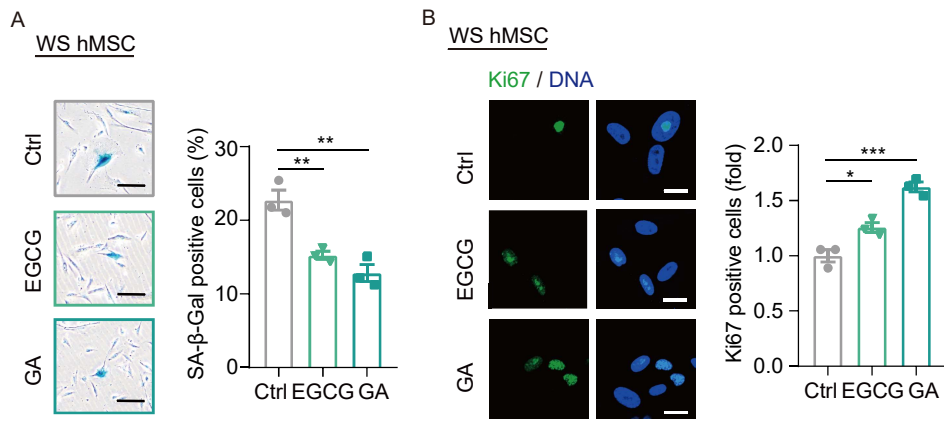 A
WS hMSC
Ctrl
EGCG
GA
SA-β-Gal positive cells (%)
30
20
10
0
**
**
Ctrl EGCG GA
B
WS hMSC
Ki67 / DNA
Ctrl
EGCG
GA
Ki67 positive cells (fold)
2.0
1.5
1.0
0.5
0.0
***
*
Ctrl EGCG GA